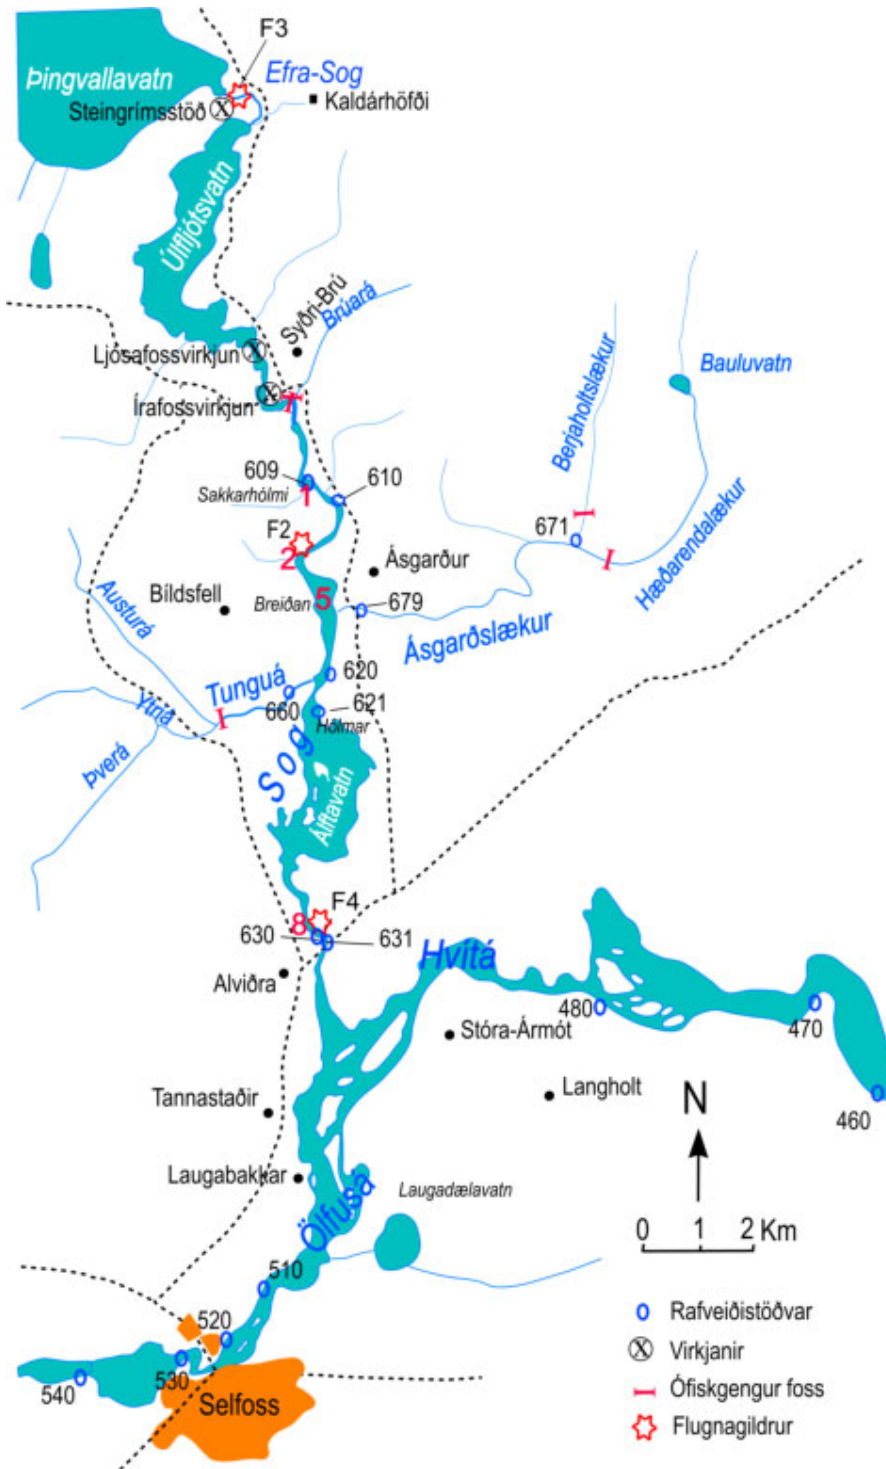 F3
Þingvallavatn
Efra-Sog
Steingrímsstöð
Kaldárhöfði
Úlfljótsvatn
Syðri-Brú
Brúará
Ljósafossvirkjun
Írafossvirkjun
Berjaholtslækur
Bauluvatn
609
610
Sakkarhólmi
1
671
Hæðarendalækur
F2
2
Ásgarður
Austurá
Bíldsfell
Breiðan
5
679
Ásgarðslækur
Tunguá
620
Ytriá
660
621
Hólmar
Þverá
Sog
Álftavatn
F4
8
630
631
Hvítá
Alviðra
480
470
Stóra-Ármót
Tannastaðir
Langholt
N
460
Laugabakkar
Laugadælavatn
Ölfusá
0 1 2 Km
510
520
530
540
Selfoss
Rafveiðistöðvar
Virkjanir
Ófiskgengur foss
Flugnagildrur